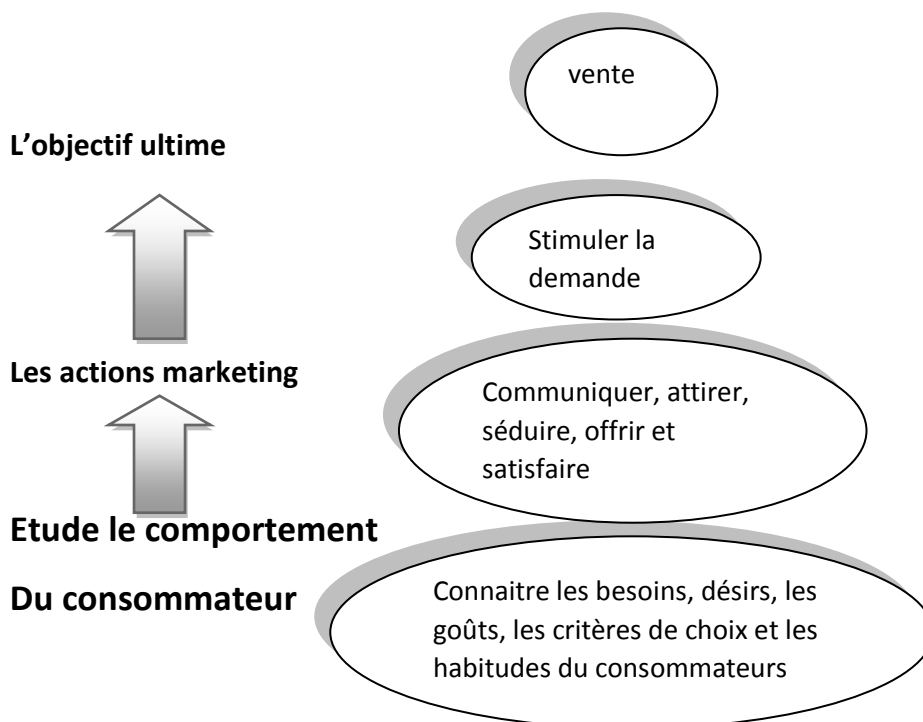 vente
L'objectif ultime
Stimuler la
demande
Les actions marketing
Communiquer, attirer,
séduire, offrir et
satisfaire
Etude le comportement
Du consommateur
Connaitre les besoins, désirs, les
goûts, les critères de choix et les
habitudes du consommateurs